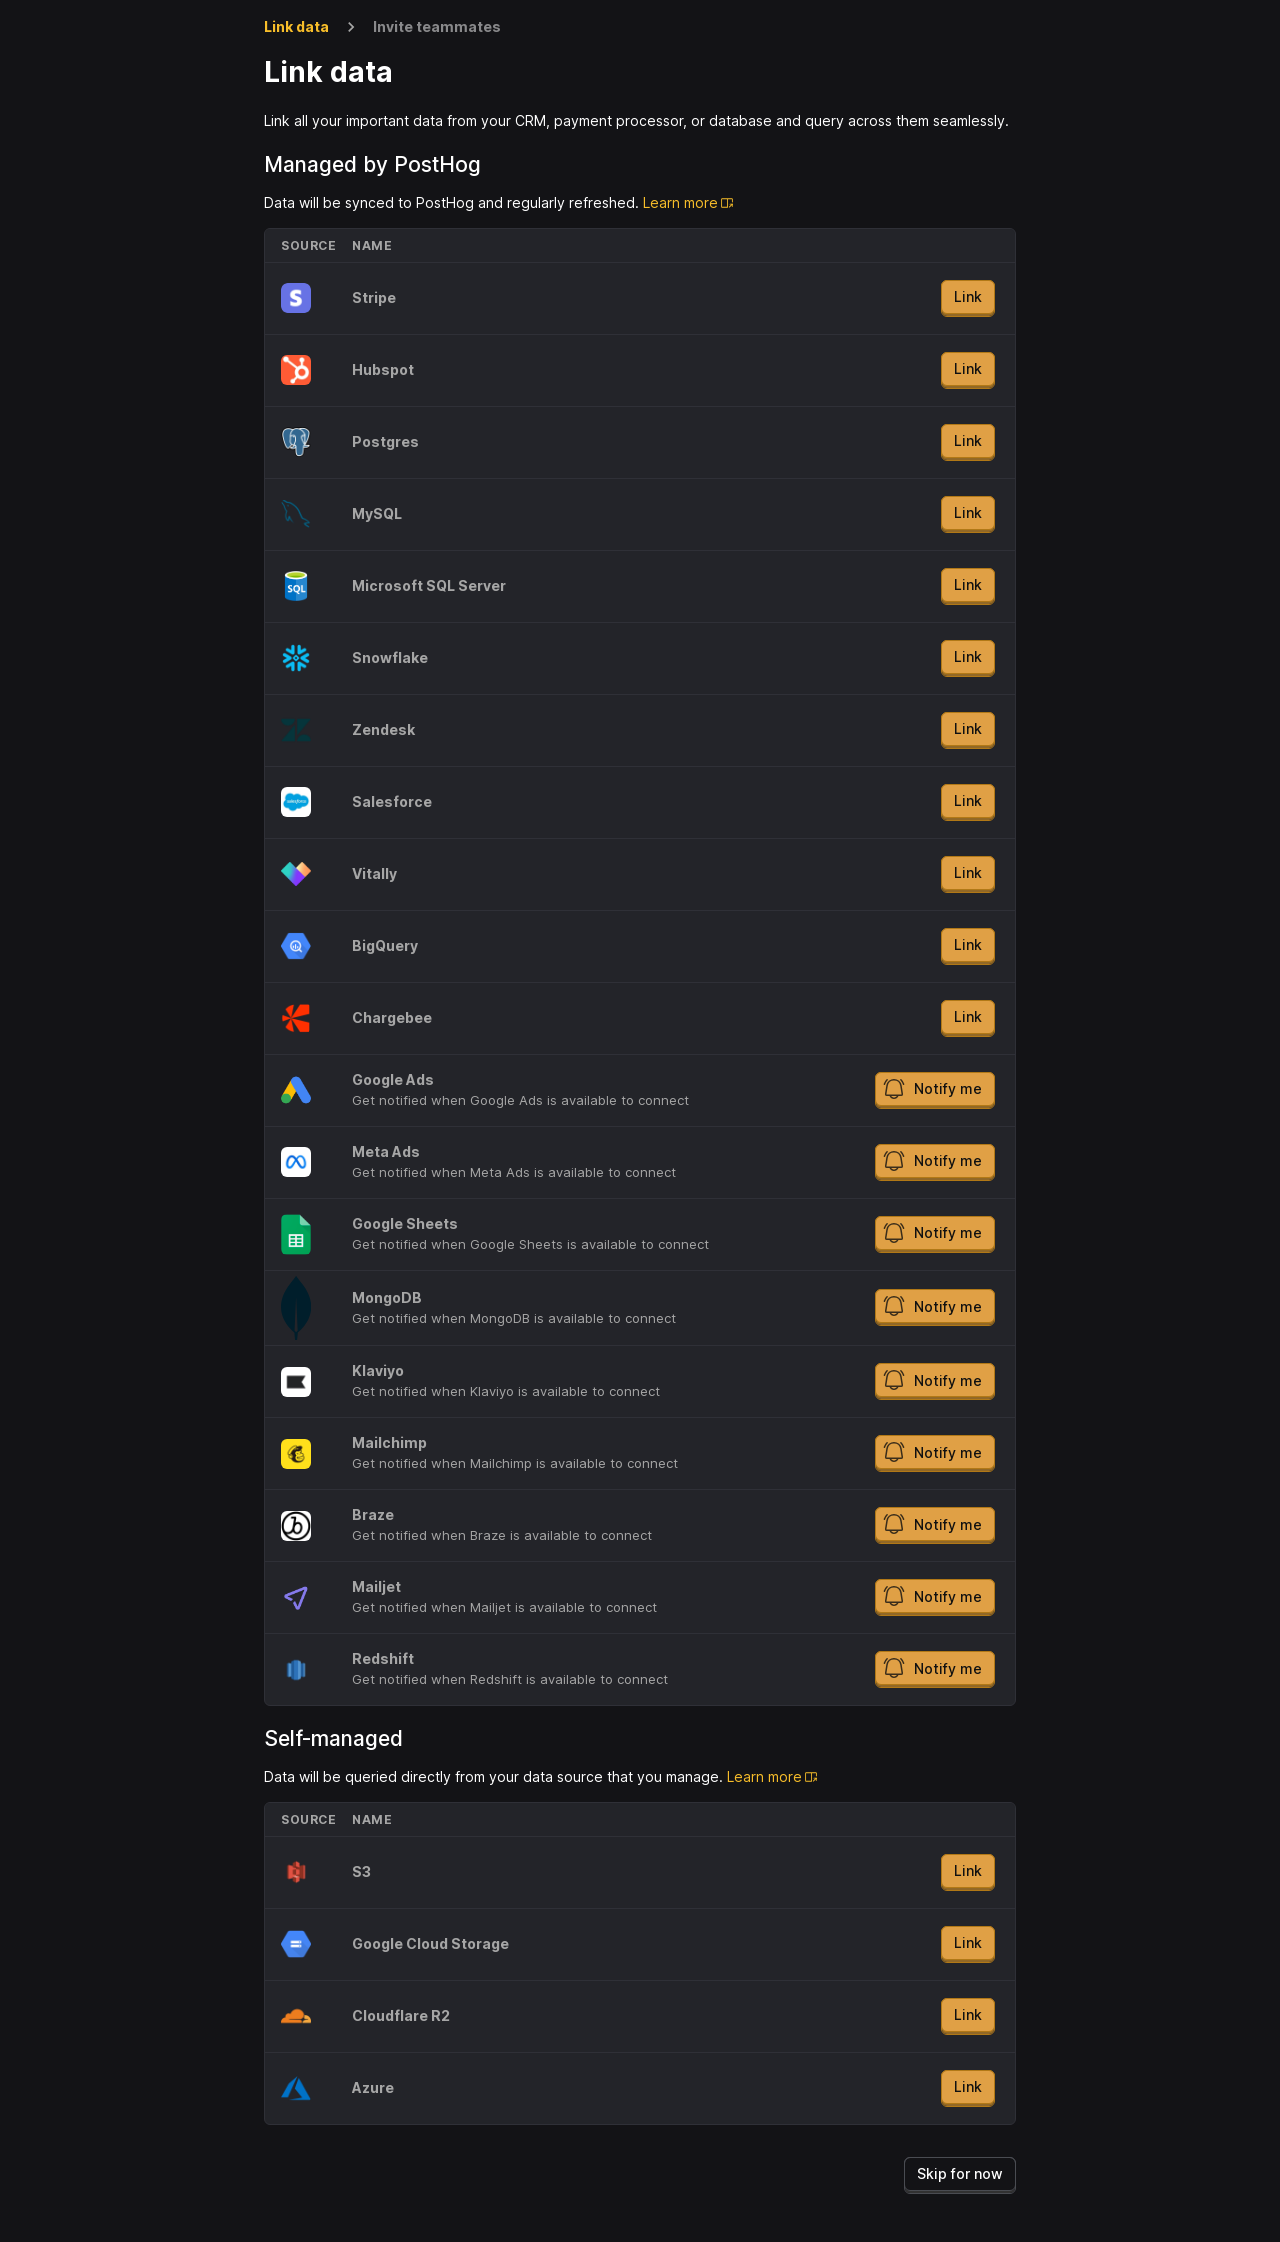 Link data > Invite teammates
Link data
Link all your important data from your CRM, payment processor, or database and query across them seamlessly.
Managed by PostHog
Data will be synced to PostHog and regularly refreshed. Learn more
SOURCE NAME
S Stripe Link
Hubspot Link
Postgres Link
MySQL Link
SQL Microsoft SQL Server Link
Snowflake Link
Zendesk Link
salesforce Salesforce Link
Vitally Link
BigQuery Link
Chargebee Link
Google Ads
Get notified when Google Ads is available to connect Notify me
Meta Ads
Get notified when Meta Ads is available to connect Notify me
Google Sheets
Get notified when Google Sheets is available to connect Notify me
MongoDB
Get notified when MongoDB is available to connect Notify me
Klaviyo
Get notified when Klaviyo is available to connect Notify me
Mailchimp
Get notified when Mailchimp is available to connect Notify me
Braze
Get notified when Braze is available to connect Notify me
Mailjet
Get notified when Mailjet is available to connect Notify me
Redshift
Get notified when Redshift is available to connect Notify me
Self-managed
Data will be queried directly from your data source that you manage. Learn more
SOURCE NAME
S3 Link
Google Cloud Storage Link
Cloudflare R2 Link
Azure Link
Skip for now